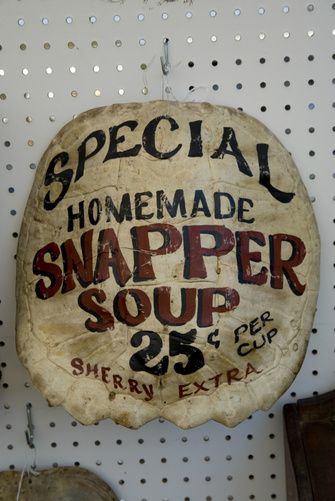 SPECIAL
HOMEMADE
SNAPPER
SOUP
25¢ PER CUP
SHERRY EXTRA